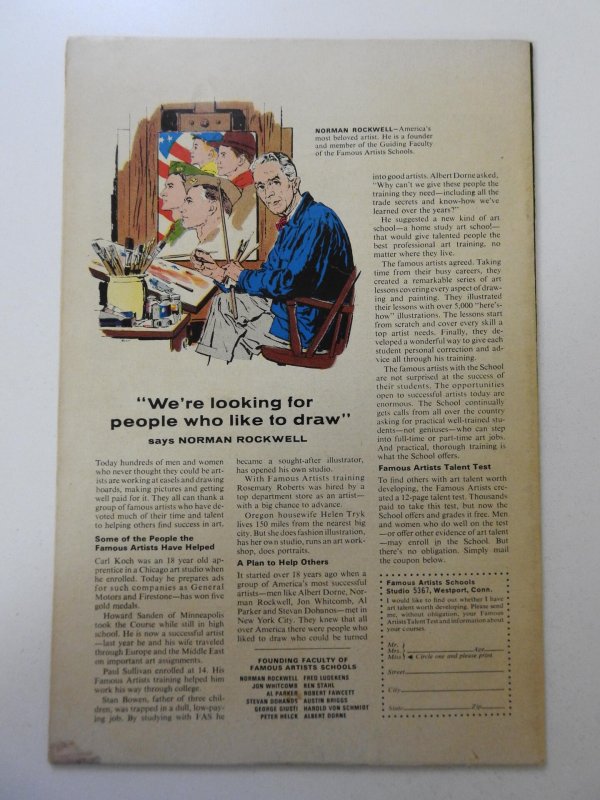 NORMAN ROCKWELL—America's
most beloved artist. He is a founder
and member of the Guiding Faculty
of the Famous Artists Schools.
"We're looking for
people who like to draw"
says NORMAN ROCKWELL
Today hundreds of men and women
who never thought they could be art-
ists are working at easels and drawing
boards, making pictures and getting
well paid for it. They all can thank a
group of famous artists who have de-
voted much of their time and talent
to helping others find success in art.
Some of the People the
Famous Artists Have Helped
Carl Koch was an 18 year old ap-
prentice in a Chicago art studio when
he enrolled. Today he prepares ads
for such companies as General
Motors and Firestone—has won five
gold medals.
Howard Sanden of Minneapolis
took the Course while still in high
school. He is now a successful artist
—last year he and his wife traveled
through Europe and the Middle East
on important art assignments.
Paul Sullivan enrolled at 14. His
Famous Artists training helped him
work his way through college.
Stan Bowen, father of three chil-
dren, was trapped in a dull, low-pay-
ing job. By studying with FAS he
became a sought-after illustrator,
has opened his own studio.
With Famous Artists training
Rosemary Roberts was hired by a
top department store as an artist—
with a big chance to advance.
Oregon housewife Helen Tryk
lives 150 miles from the nearest big
city. But she does fashion illustration,
has her own studio, runs an art work-
shop, does portraits.
A Plan to Help Others
It started over 18 years ago when a
group of America's most successful
artists—men like Albert Dorne, Nor-
man Rockwell, Jon Whitcomb, Al
Parker and Stevan Dohanos—met in
New York City. They knew that all
over America there were people who
liked to draw who could be turned
into good artists. Albert Dorne asked,
"Why can't we give these people the
training they need—including all the
trade secrets and know-how we've
learned over the years?"
He suggested a new kind of art
school—a home study art school—
that would give talented people the
best professional art training, no
matter where they live.
The famous artists agreed. Taking
time from their busy careers, they
created a remarkable series of art
lessons covering every aspect of draw-
ing and painting. They illustrated
their lessons with over 5,000 "here's-
how" illustrations. The lessons start
from scratch and cover every skill a
top artist needs. Finally, they de-
veloped a wonderful way to give each
student personal correction and ad-
vice all through his training.
The famous artists with the School
are not surprised at the success of
their students. The opportunities
open to successful artists today are
enormous. The School continually
gets calls from all over the country
asking for practical well-trained stu-
dents—not geniuses—who can step
into full-time or part-time art jobs.
And practical, thorough training is
what the School offers.
Famous Artists Talent Test
To find others with art talent worth
developing, the Famous Artists cre-
ated a 12-page talent test. Thousands
paid to take this test, but now the
School offers and grades it free. Men
and women who do well on the test
—or offer other evidence of art talent
—may enroll in the School. But
there's no obligation. Simply mail
the coupon below.
FOUNDING FACULTY OF
FAMOUS ARTISTS SCHOOLS
NORMAN ROCKWELL FRED LUDEKENS
JON WHITCOMB KEN STAHL
AL PARKER ROBERT FAWCETT
STEVAN DOHANOS AUSTIN BRIGGS
GEORGE GIUSTI HAROLD VON SCHMIDT
PETER HELCK ALBERT DORNE
Famous Artists Schools
Studio 5367, Westport, Conn.
I would like to find out whether I have
art talent worth developing. Please send
me, without obligation, your Famous
Artists Talent Test and information about
your courses.
Mr.
Mrs. Age
Miss Circle one and please print
Street
City
State Zip